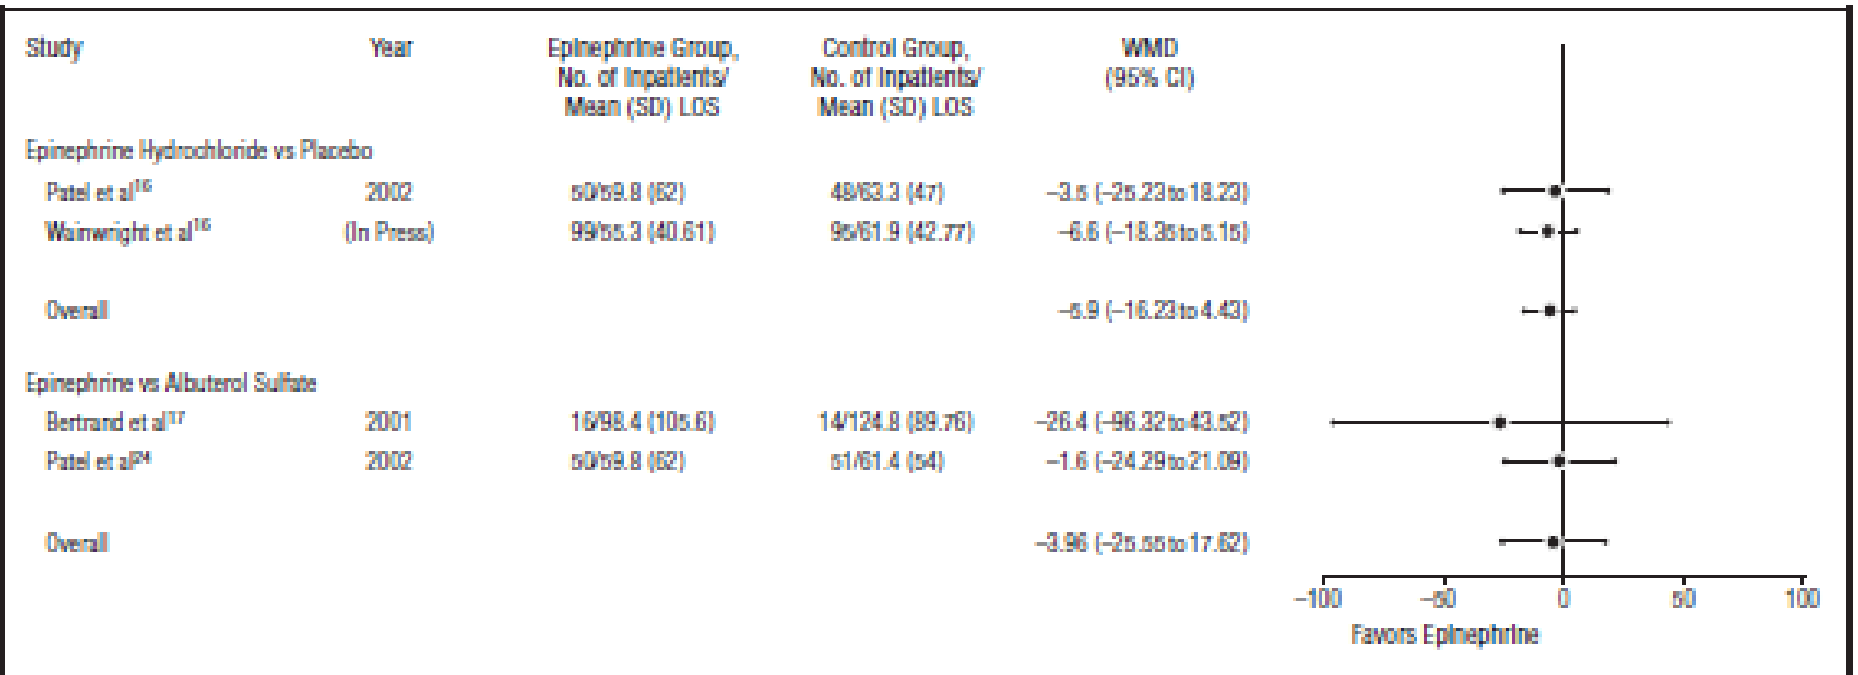 Study Year Epinephrine Group, Control Group, WMD
No. of Inpatients/ No. of Inpatients/ (95% CI)
Mean (SD) LOS Mean (SD) LOS
Epinephrine Hydrochloride vs Placebo
Patel et al16 2002 50/59.8 (62) 48/63.3 (47) –3.5 (–25.23 to 18.23)
Wainwright et al15 (In Press) 99/55.3 (40.61) 95/61.9 (42.77) –6.6 (–18.35 to 5.15)
Overall –5.9 (–16.23 to 4.43)
Epinephrine vs Albuterol Sulfate
Bertrand et al17 2001 16/98.4 (105.6) 14/124.8 (89.76) –26.4 (–96.32 to 43.52)
Patel et al24 2002 50/59.8 (62) 51/61.4 (54) –1.6 (–24.29 to 21.09)
Overall –3.96 (–25.55 to 17.62)
–100 –50 0 50 100
Favors Epinephrine